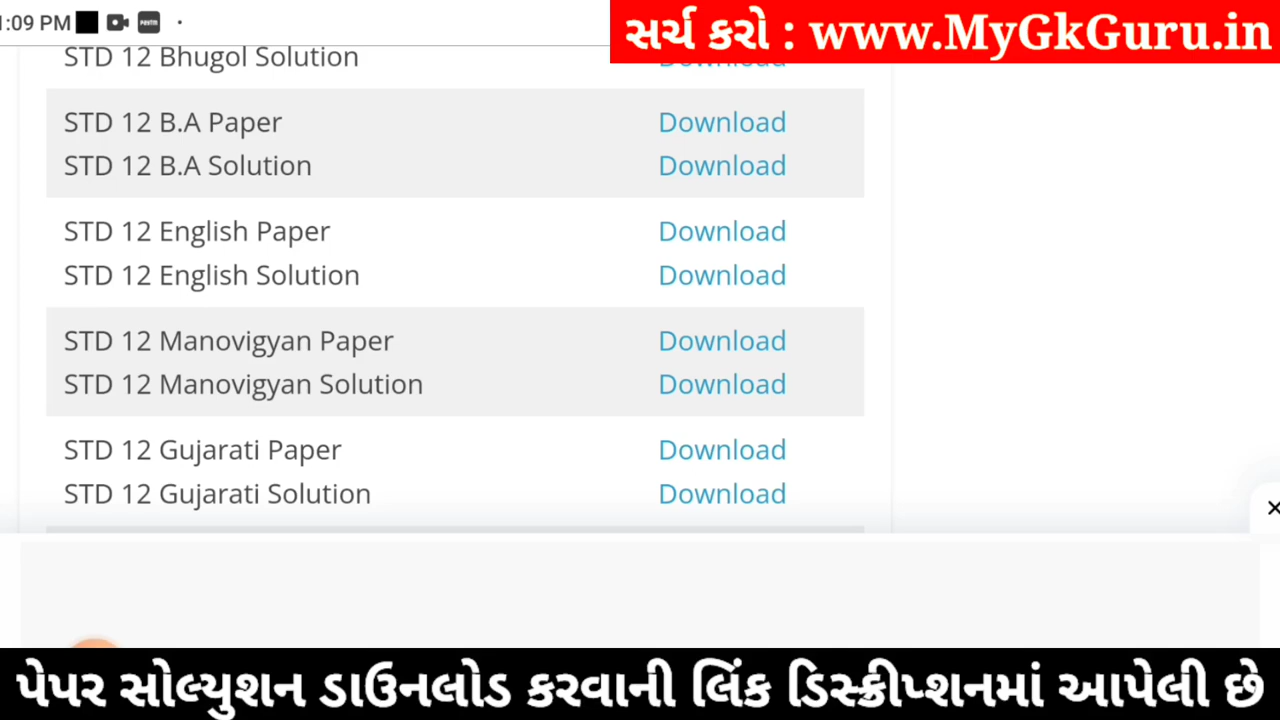 1:09 PM
સર્ચ કરો : www.MyGkGuru.in
STD 12 Bhugol Solution Download
STD 12 B.A Paper Download
STD 12 B.A Solution Download
STD 12 English Paper Download
STD 12 English Solution Download
STD 12 Manovigyan Paper Download
STD 12 Manovigyan Solution Download
STD 12 Gujarati Paper Download
STD 12 Gujarati Solution Download
પેપર સોલ્યુશન ડાઉનલોડ કરવાની લિંક ડિસ્ક્રીપ્શનમાં આપેલી છે